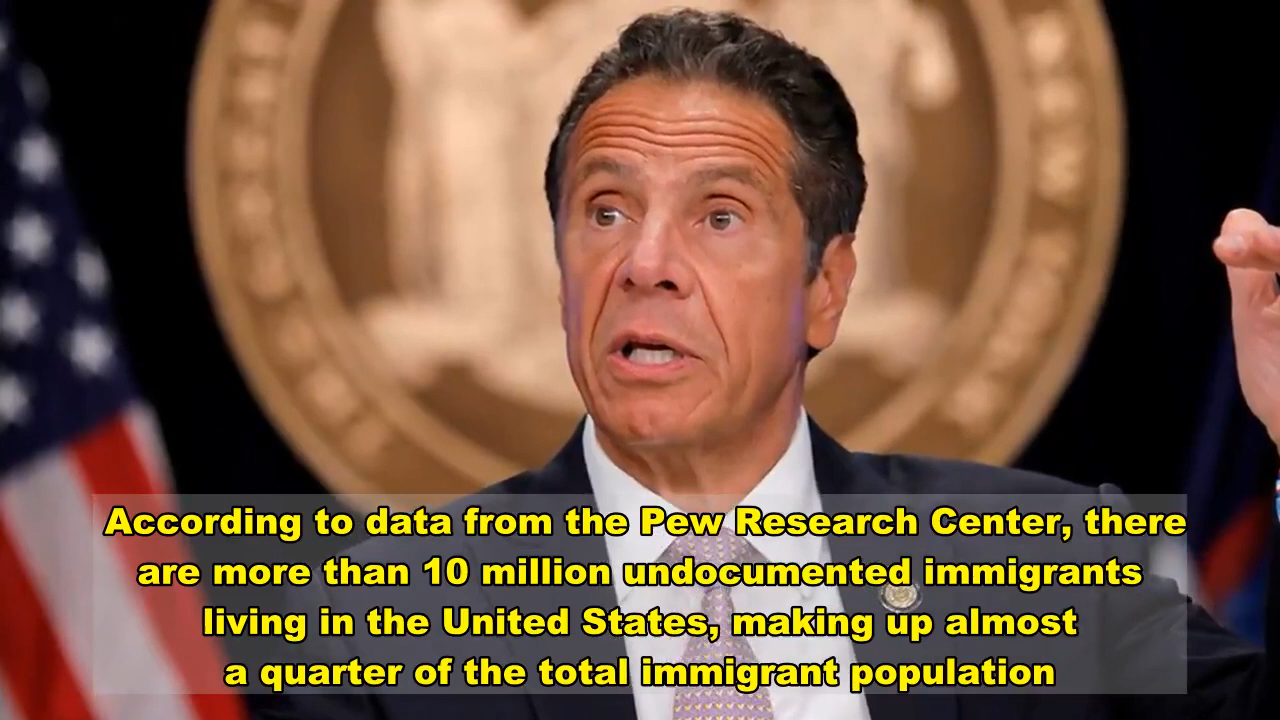 According to data from the Pew Research Center, there
are more than 10 million undocumented immigrants
living in the United States, making up almost
a quarter of the total immigrant population